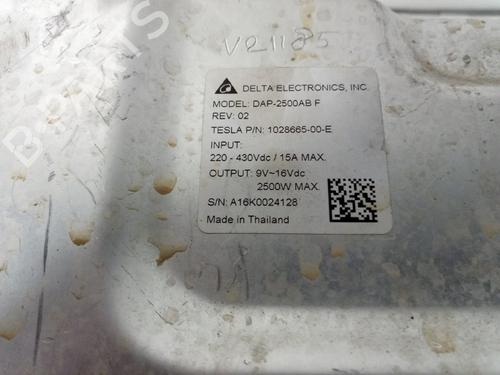 VR1185
DELTA ELECTRONICS, INC.
MODEL: DAP-2500AB F
REV: 02
TESLA P/N: 1028665-00-E
INPUT:
220 - 430Vdc / 15A MAX.
OUTPUT: 9V~16Vdc
2500W MAX.
S/N: A16K0024128
Made in Thailand